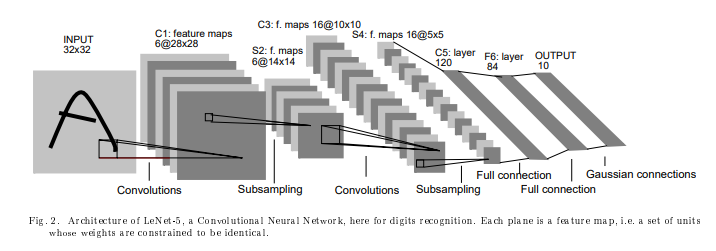 INPUT
32x32
C1: feature maps
6@28x28
S2: f. maps
6@14x14
C3: f. maps 16@10x10
S4: f. maps 16@5x5
C5: layer
120
F6: layer
84
OUTPUT
10
Convolutions
Subsampling
Convolutions
Subsampling
Full connection
Full connection
Gaussian connections
Fig. 2. Architecture of LeNet-5, a Convolutional Neural Network, here for digits recognition. Each plane is a feature map, i.e. a set of units
whose weights are constrained to be identical.